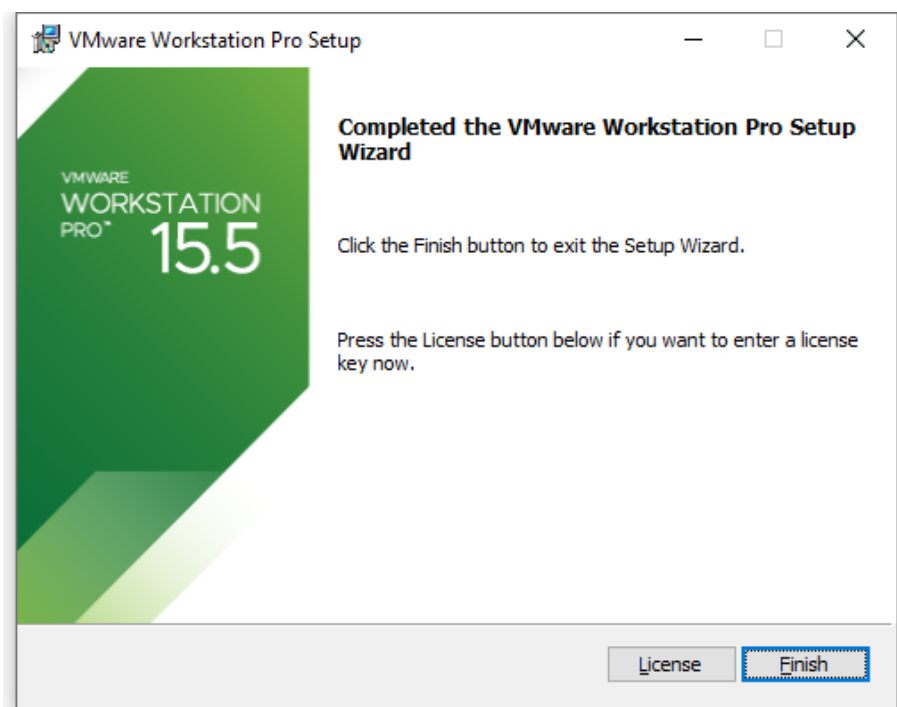 VMware Workstation Pro Setup
Completed the VMware Workstation Pro Setup
Wizard
VMWARE
WORKSTATION
PRO™ 15.5
Click the Finish button to exit the Setup Wizard.
Press the License button below if you want to enter a license
key now.
License Finish